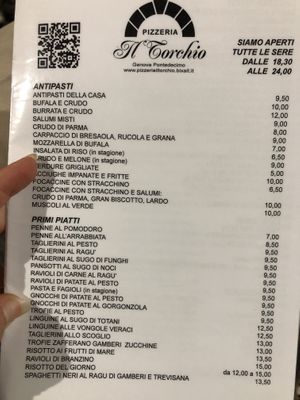 PIZZERIA
Il Torchio
Genova Pontedecimo
www.pizzeriailtorchio.bixait.it
SIAMO APERTI
TUTTE LE SERE
DALLE 18,30
ALLE 24,00
ANTIPASTI
ANTIPASTI DELLA CASA 9,50
BUFALA E CRUDO 10,00
BURRATA E CRUDO 12,00
SALUMI MISTI 9,00
CRUDO DI PARMA 8,00
CARPACCIO DI BRESAOLA, RUCOLA E GRANA 9,00
MOZZARELLA DI BUFALA 7,00
INSALATA DI RISO (in stagione) 6,50
CRUDO E MELONE (in stagione) 9,00
VERDURE GRIGLIATE 5,00
ACCIUGHE IMPANATE E FRITTE 10,00
FOCACCINE CON STRACCHINO 6,50
FOCACCINE CON STRACCHINO E SALUMI:
CRUDO DI PARMA, GRAN BISCOTTO, LARDO 10,00
MUSCOLI AL VERDE 10,00
PRIMI PIATTI
PENNE AL POMODORO 7,00
PENNE ALL'ARRABBIATA 8,50
TAGLIERINI AL PESTO 8,50
TAGLIERINI AL RAGU' 9,50
TAGLIERINI AL SUGO DI FUNGHI 9,50
PANSOTTI AL SUGO DI NOCI 9,50
RAVIOLI DI CARNE AL RAGU' 9,50
RAVIOLI DI PATATE AL PESTO 9,50
PASTA E FAGIOLI (in stagione) 9,50
GNOCCHI DI PATATE AL PESTO 9,50
GNOCCHI DI PATATE AL GORGONZOLA 9,50
TROFIE AL PESTO 9,50
LINGUINE AL SUGO DI TOTANI 9,50
LINGUINE ALLE VONGOLE VERACI 12,50
TAGLIERINI ALLO SCOGLIO 12,50
TROFIE ZAFFERANO GAMBERI ZUCCHINE 13,00
RISOTTO AI FRUTTI DI MARE 13,00
RAVIOLI DI BRANZINO 13,50
RISOTTO DEL GIORNO da 12,00 a 15,00
SPAGHETTI NERI AL RAGU DI GAMBERI E TREVISANA 13,50